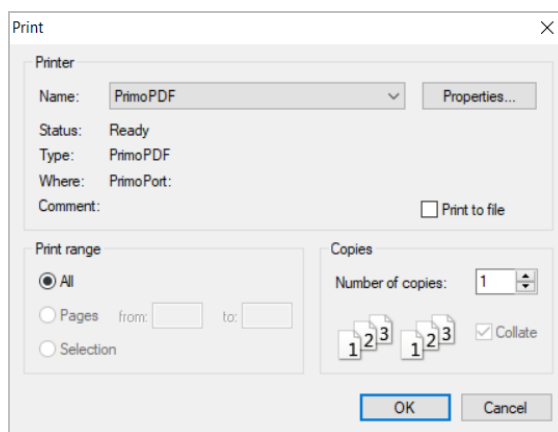 Print
Printer
Name: PrimoPDF Properties...
Status: Ready
Type: PrimoPDF
Where: PrimoPort:
Comment:
Print to file
Print range
All
Pages from: to:
Selection
Copies
Number of copies: 1
1 2 3 1 2 3 Collate
OK Cancel